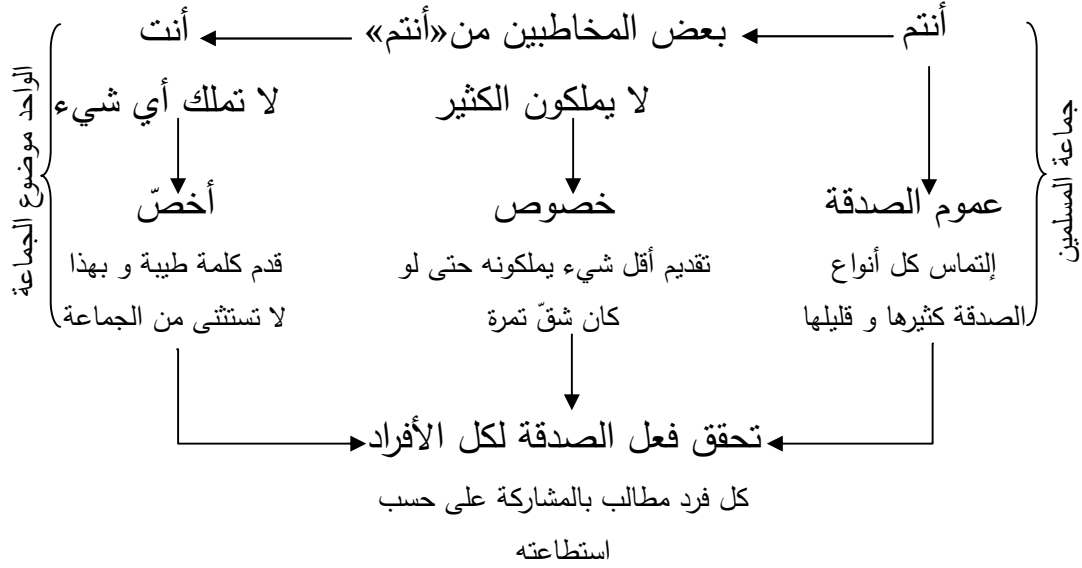 أنتم
بعض المخاطبين من «أنتم»
أنت
لا يملكون الكثير
لا تملك أي شيء
عموم الصدقة
خصوص
أخصّ
إلتماس كل أنواع
الصدقة كثيرها و قليلها
تقديم أقل شيء يملكونه حتى لو
كان شقّ تمرة
قدم كلمة طيبة و بهذا
لا تستثنى من الجماعة
جماعة المسلمين
الواحد موضوع الجماعة
تحقق فعل الصدقة لكل الأفراد
كل فرد مطالب بالمشاركة على حسب
استطاعته